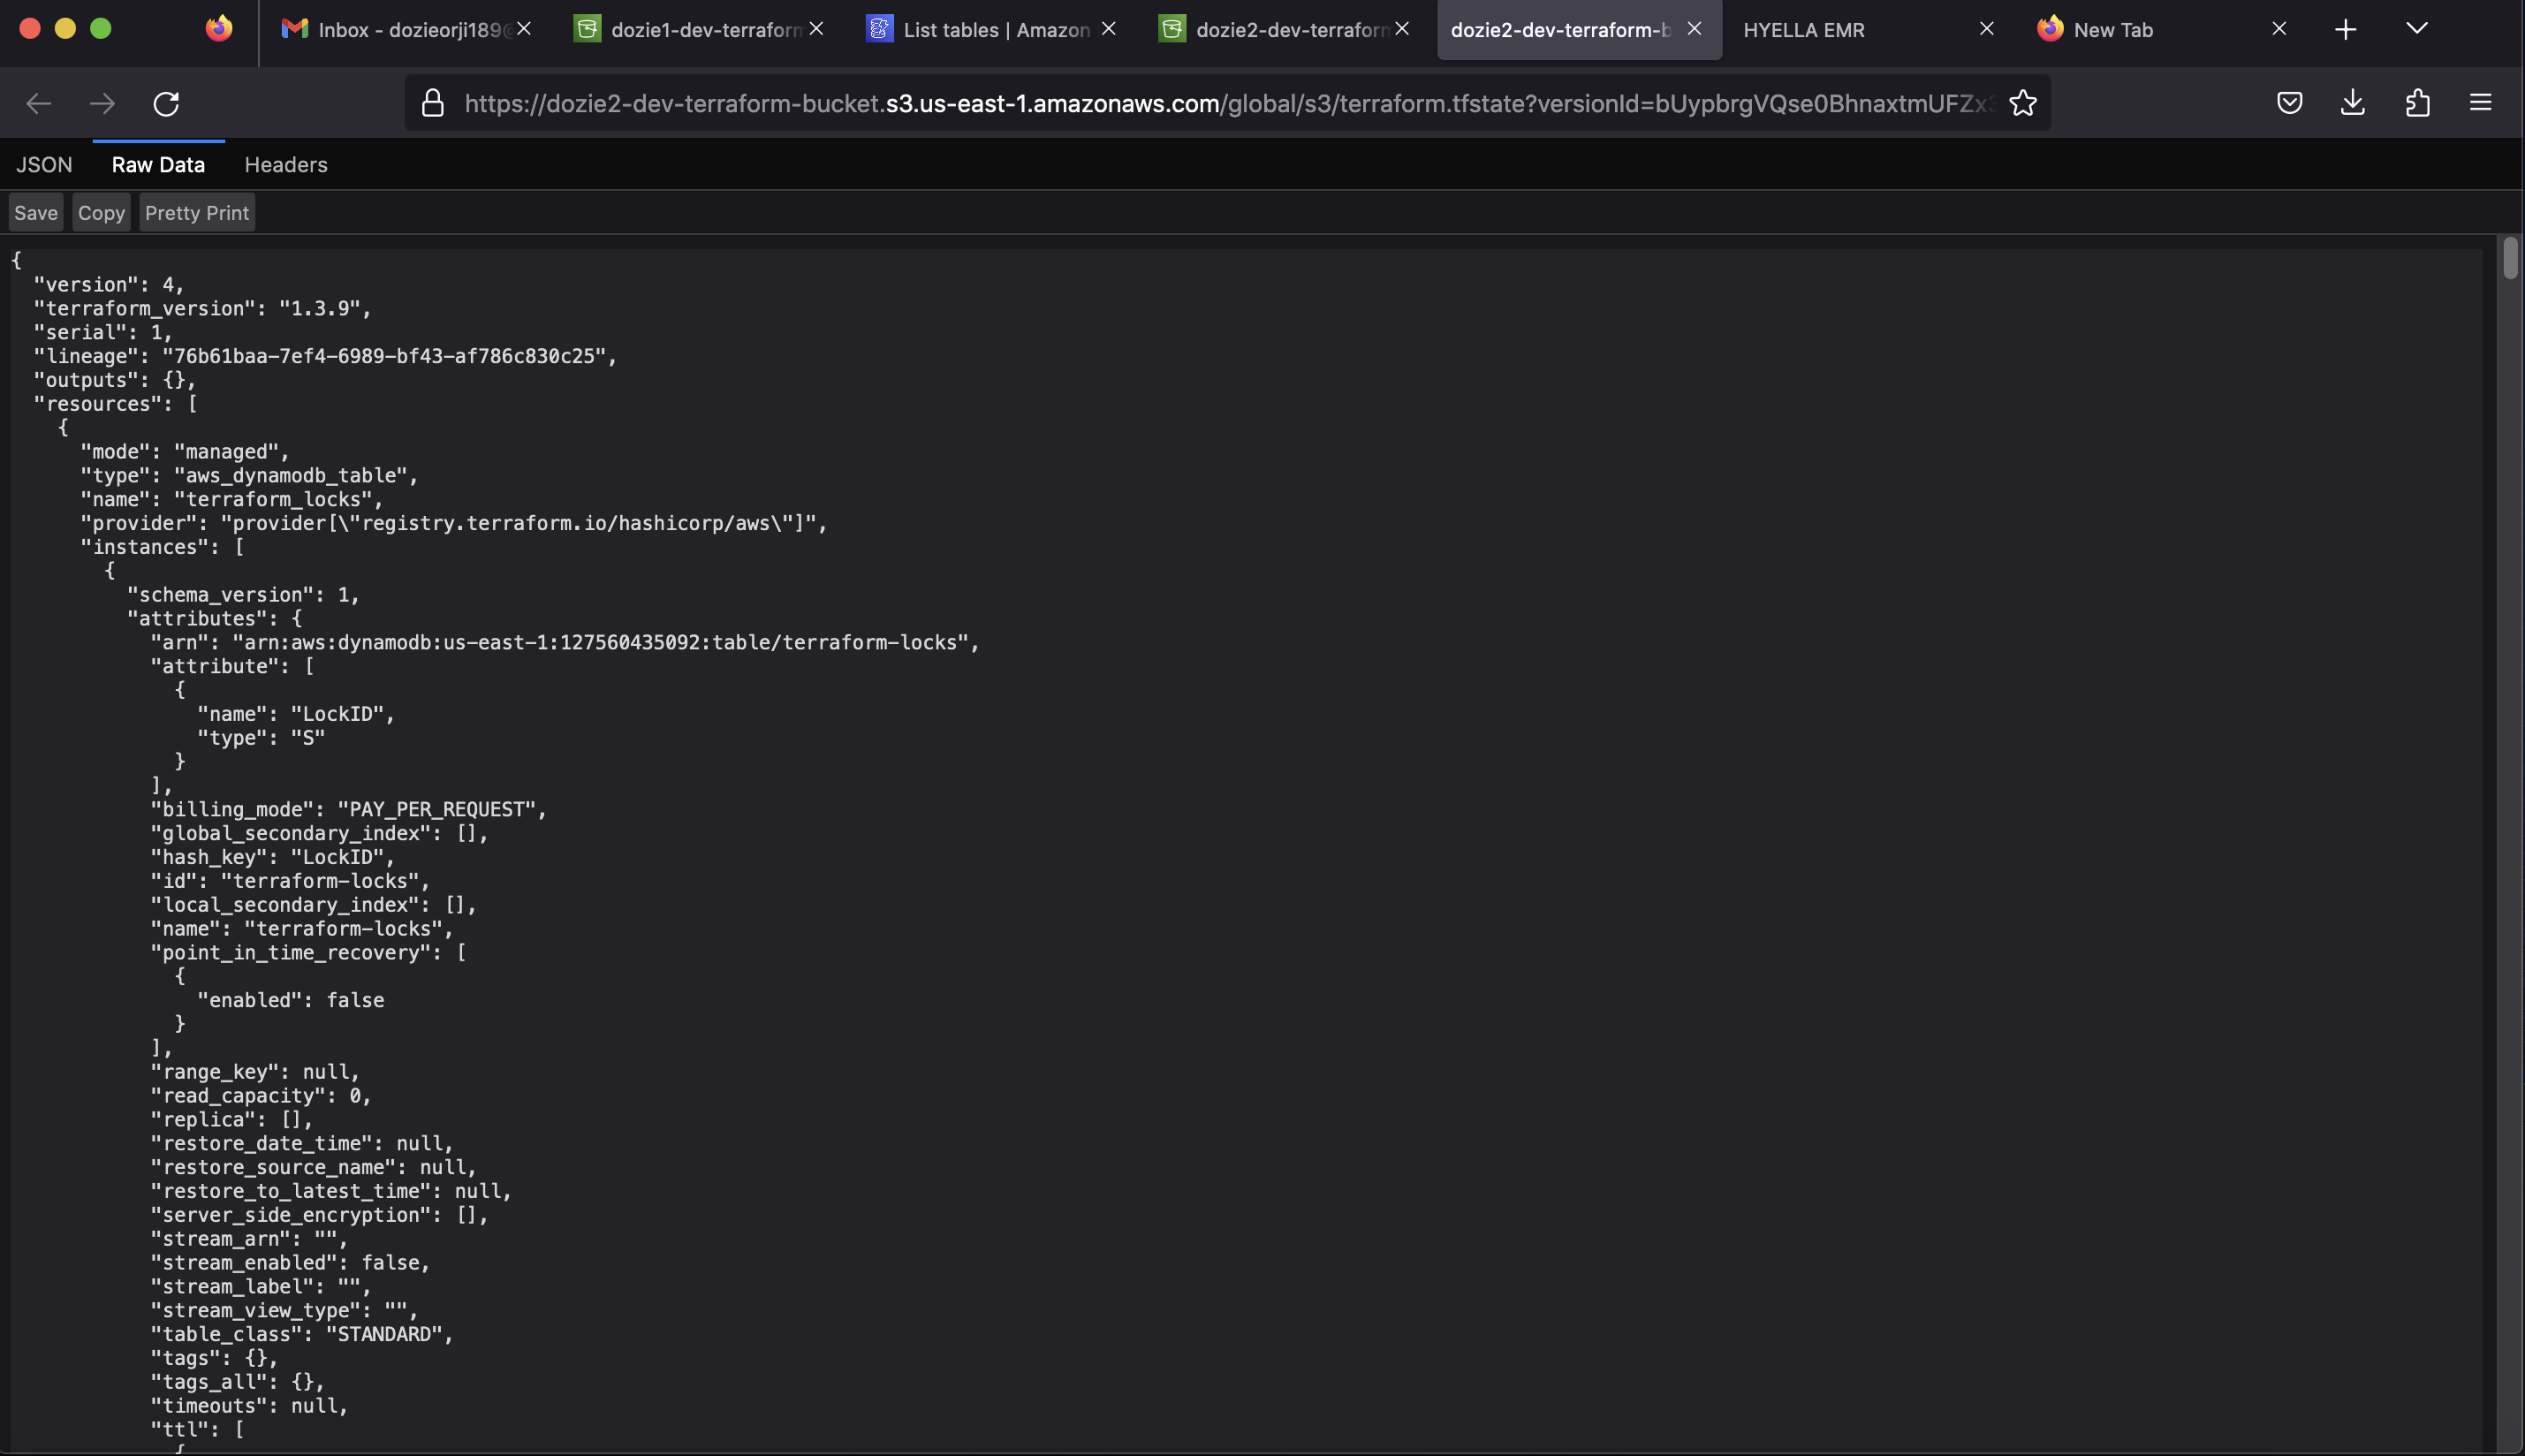 Inbox - dozieorji189@
dozie1-dev-terraform
List tables | Amazon
dozie2-dev-terraform
dozie2-dev-terraform-b
HYELLA EMR
New Tab
https://dozie2-dev-terraform-bucket.s3.us-east-1.amazonaws.com/global/s3/terraform.tfstate?versionId=bUypbrgVQse0BhnaxtmUFZx3
JSON Raw Data Headers
Save Copy Pretty Print
{
"version": 4,
"terraform_version": "1.3.9",
"serial": 1,
"lineage": "76b61baa-7ef4-6989-bf43-af786c830c25",
"outputs": {},
"resources": [
{
"mode": "managed",
"type": "aws_dynamodb_table",
"name": "terraform_locks",
"provider": "provider[\"registry.terraform.io/hashicorp/aws\"]",
"instances": [
{
"schema_version": 1,
"attributes": {
"arn": "arn:aws:dynamodb:us-east-1:127560435092:table/terraform-locks",
"attribute": [
{
"name": "LockID",
"type": "S"
}
],
"billing_mode": "PAY_PER_REQUEST",
"global_secondary_index": [],
"hash_key": "LockID",
"id": "terraform-locks",
"local_secondary_index": [],
"name": "terraform-locks",
"point_in_time_recovery": [
{
"enabled": false
}
],
"range_key": null,
"read_capacity": 0,
"replica": [],
"restore_date_time": null,
"restore_source_name": null,
"restore_to_latest_time": null,
"server_side_encryption": [],
"stream_arn": "",
"stream_enabled": false,
"stream_label": "",
"stream_view_type": "",
"table_class": "STANDARD",
"tags": {},
"tags_all": {},
"timeouts": null,
"ttl": [
{